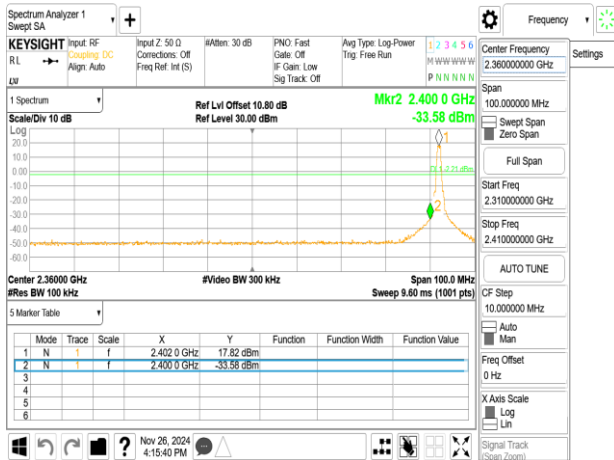 Spectrum Analyzer 1
Swept SA
+
Frequency
KEYSIGHT
RL
LXI
Input: RF
Coupling: DC
Align: Auto
Input Z: 50 Ω
Corrections: Off
Freq Ref: Int (S)
#Atten: 30 dB
PNO: Fast
Gate: Off
IF Gain: Low
Sig Track: Off
Avg Type: Log-Power
Trig: Free Run
1 2 3 4 5 6
M W W W W W
P N N N N N
Center Frequency
2.360000000 GHz
Settings
Span
100.000000 MHz
Swept Span
Zero Span
Full Span
Start Freq
2.310000000 GHz
Stop Freq
2.410000000 GHz
AUTO TUNE
CF Step
10.000000 MHz
Auto
Man
Freq Offset
0 Hz
X Axis Scale
Log
Lin
Signal Track
(Span Zoom)
1 Spectrum
Scale/Div 10 dB
Ref Lvl Offset 10.80 dB
Ref Level 30.00 dBm
Mkr2 2.400 0 GHz
-33.58 dBm
Log
20.0
10.0
0.00
-10.0
-20.0
-30.0
-40.0
-50.0
-60.0
1
DL1 -2.21 dBm
2
Center 2.36000 GHz
#Video BW 300 kHz
Span 100.0 MHz
#Res BW 100 kHz
Sweep 9.60 ms (1001 pts)
5 Marker Table
Mode Trace Scale X Y Function Function Width Function Value
1 N 1 f 2.402 0 GHz 17.82 dBm
2 N 1 f 2.400 0 GHz -33.58 dBm
3
4
5
6
?
Nov 26, 2024
4:15:40 PM